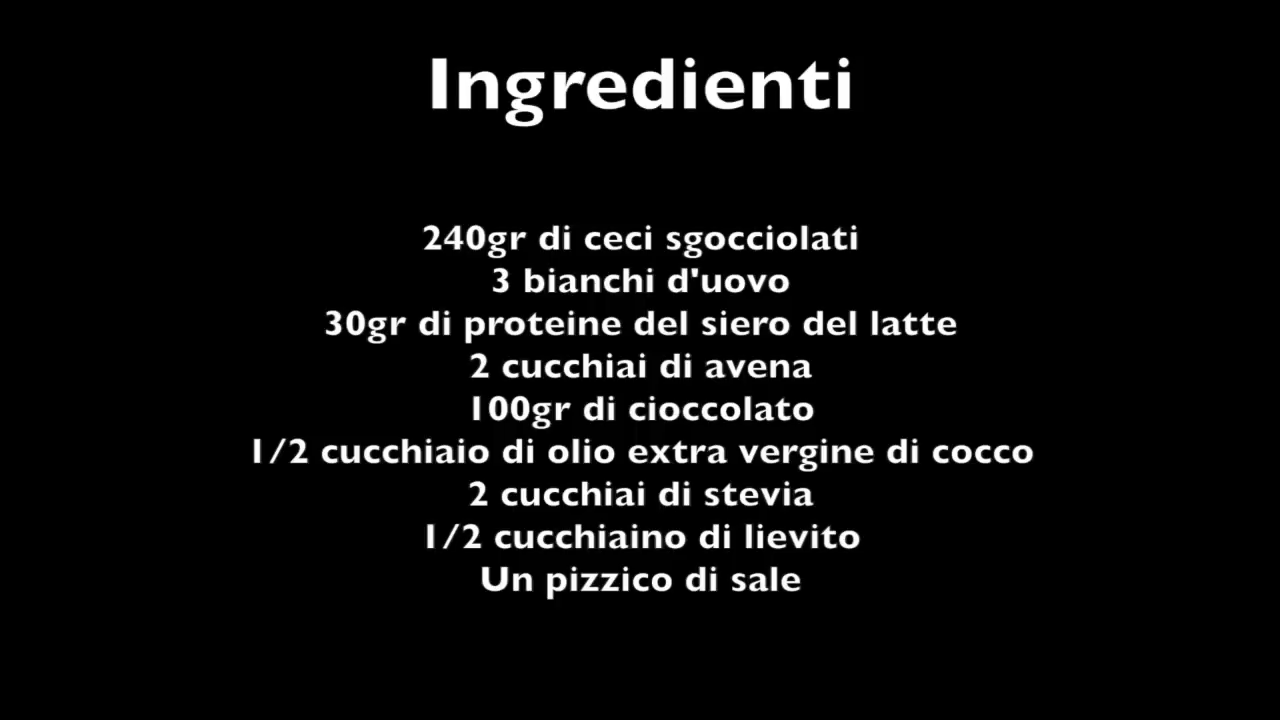 Ingredienti
240gr di ceci sgocciolati
3 bianchi d'uovo
30gr di proteine del siero del latte
2 cucchiai di avena
100gr di cioccolato
1/2 cucchiaio di olio extra vergine di cocco
2 cucchiai di stevia
1/2 cucchiaino di lievito
Un pizzico di sale